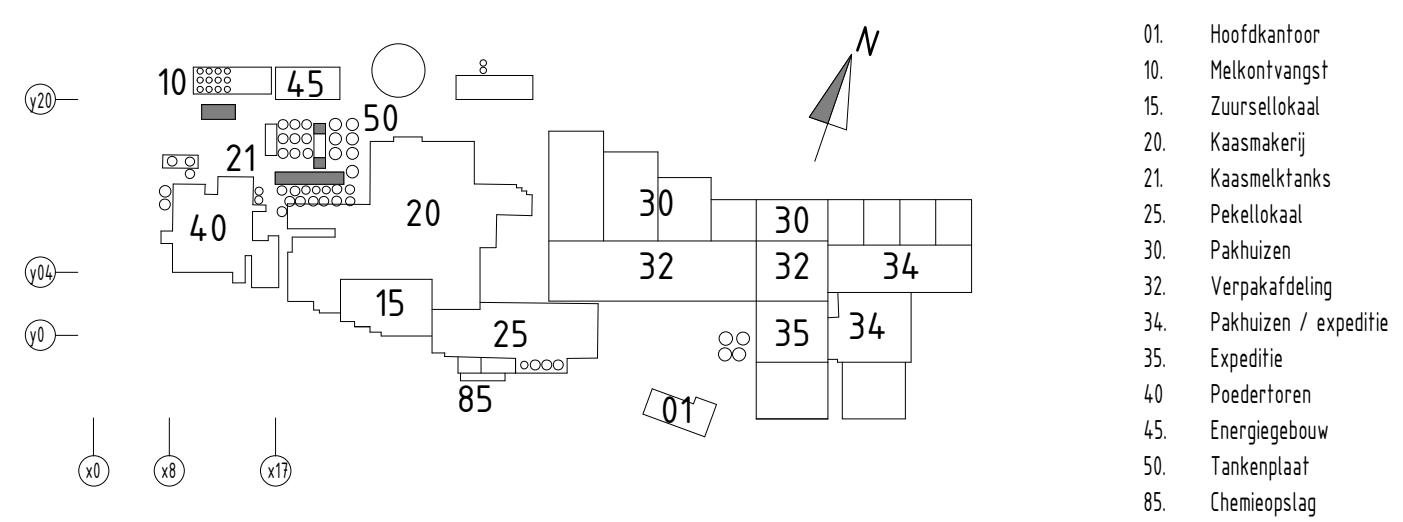 N
10
45
y20
50
21
30
30
40
20
32
32
34
y04
15
25
35
34
y0
85
01
x0
x8
x17
01. Hoofdkantoor
10. Melkontvangst
15. Zuursellokaal
20. Kaasmakerij
21. Kaasmelktanks
25. Pekellokaal
30. Pakhuizen
32. Verpakafdeling
34. Pakhuizen / expeditie
35. Expeditie
40 Poedertoren
45. Energiegebouw
50. Tankenplaat
85. Chemieopslag